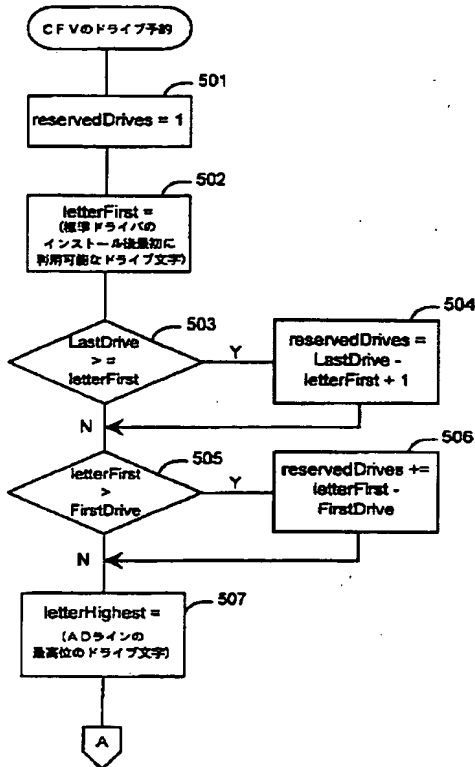 CFVのドライブ予約
501
reservedDrives = 1
502
letterFirst =
(標準ドライバの
インストール後最初に
利用可能なドライブ文字)
503
LastDrive
> =
letterFirst
Y
504
reservedDrives =
LastDrive -
letterFirst + 1
N
505
letterFirst
>
FirstDrive
Y
506
reservedDrives +=
letterFirst -
FirstDrive
N
507
letterHighest =
(ADラインの
最高位のドライブ文字)
A